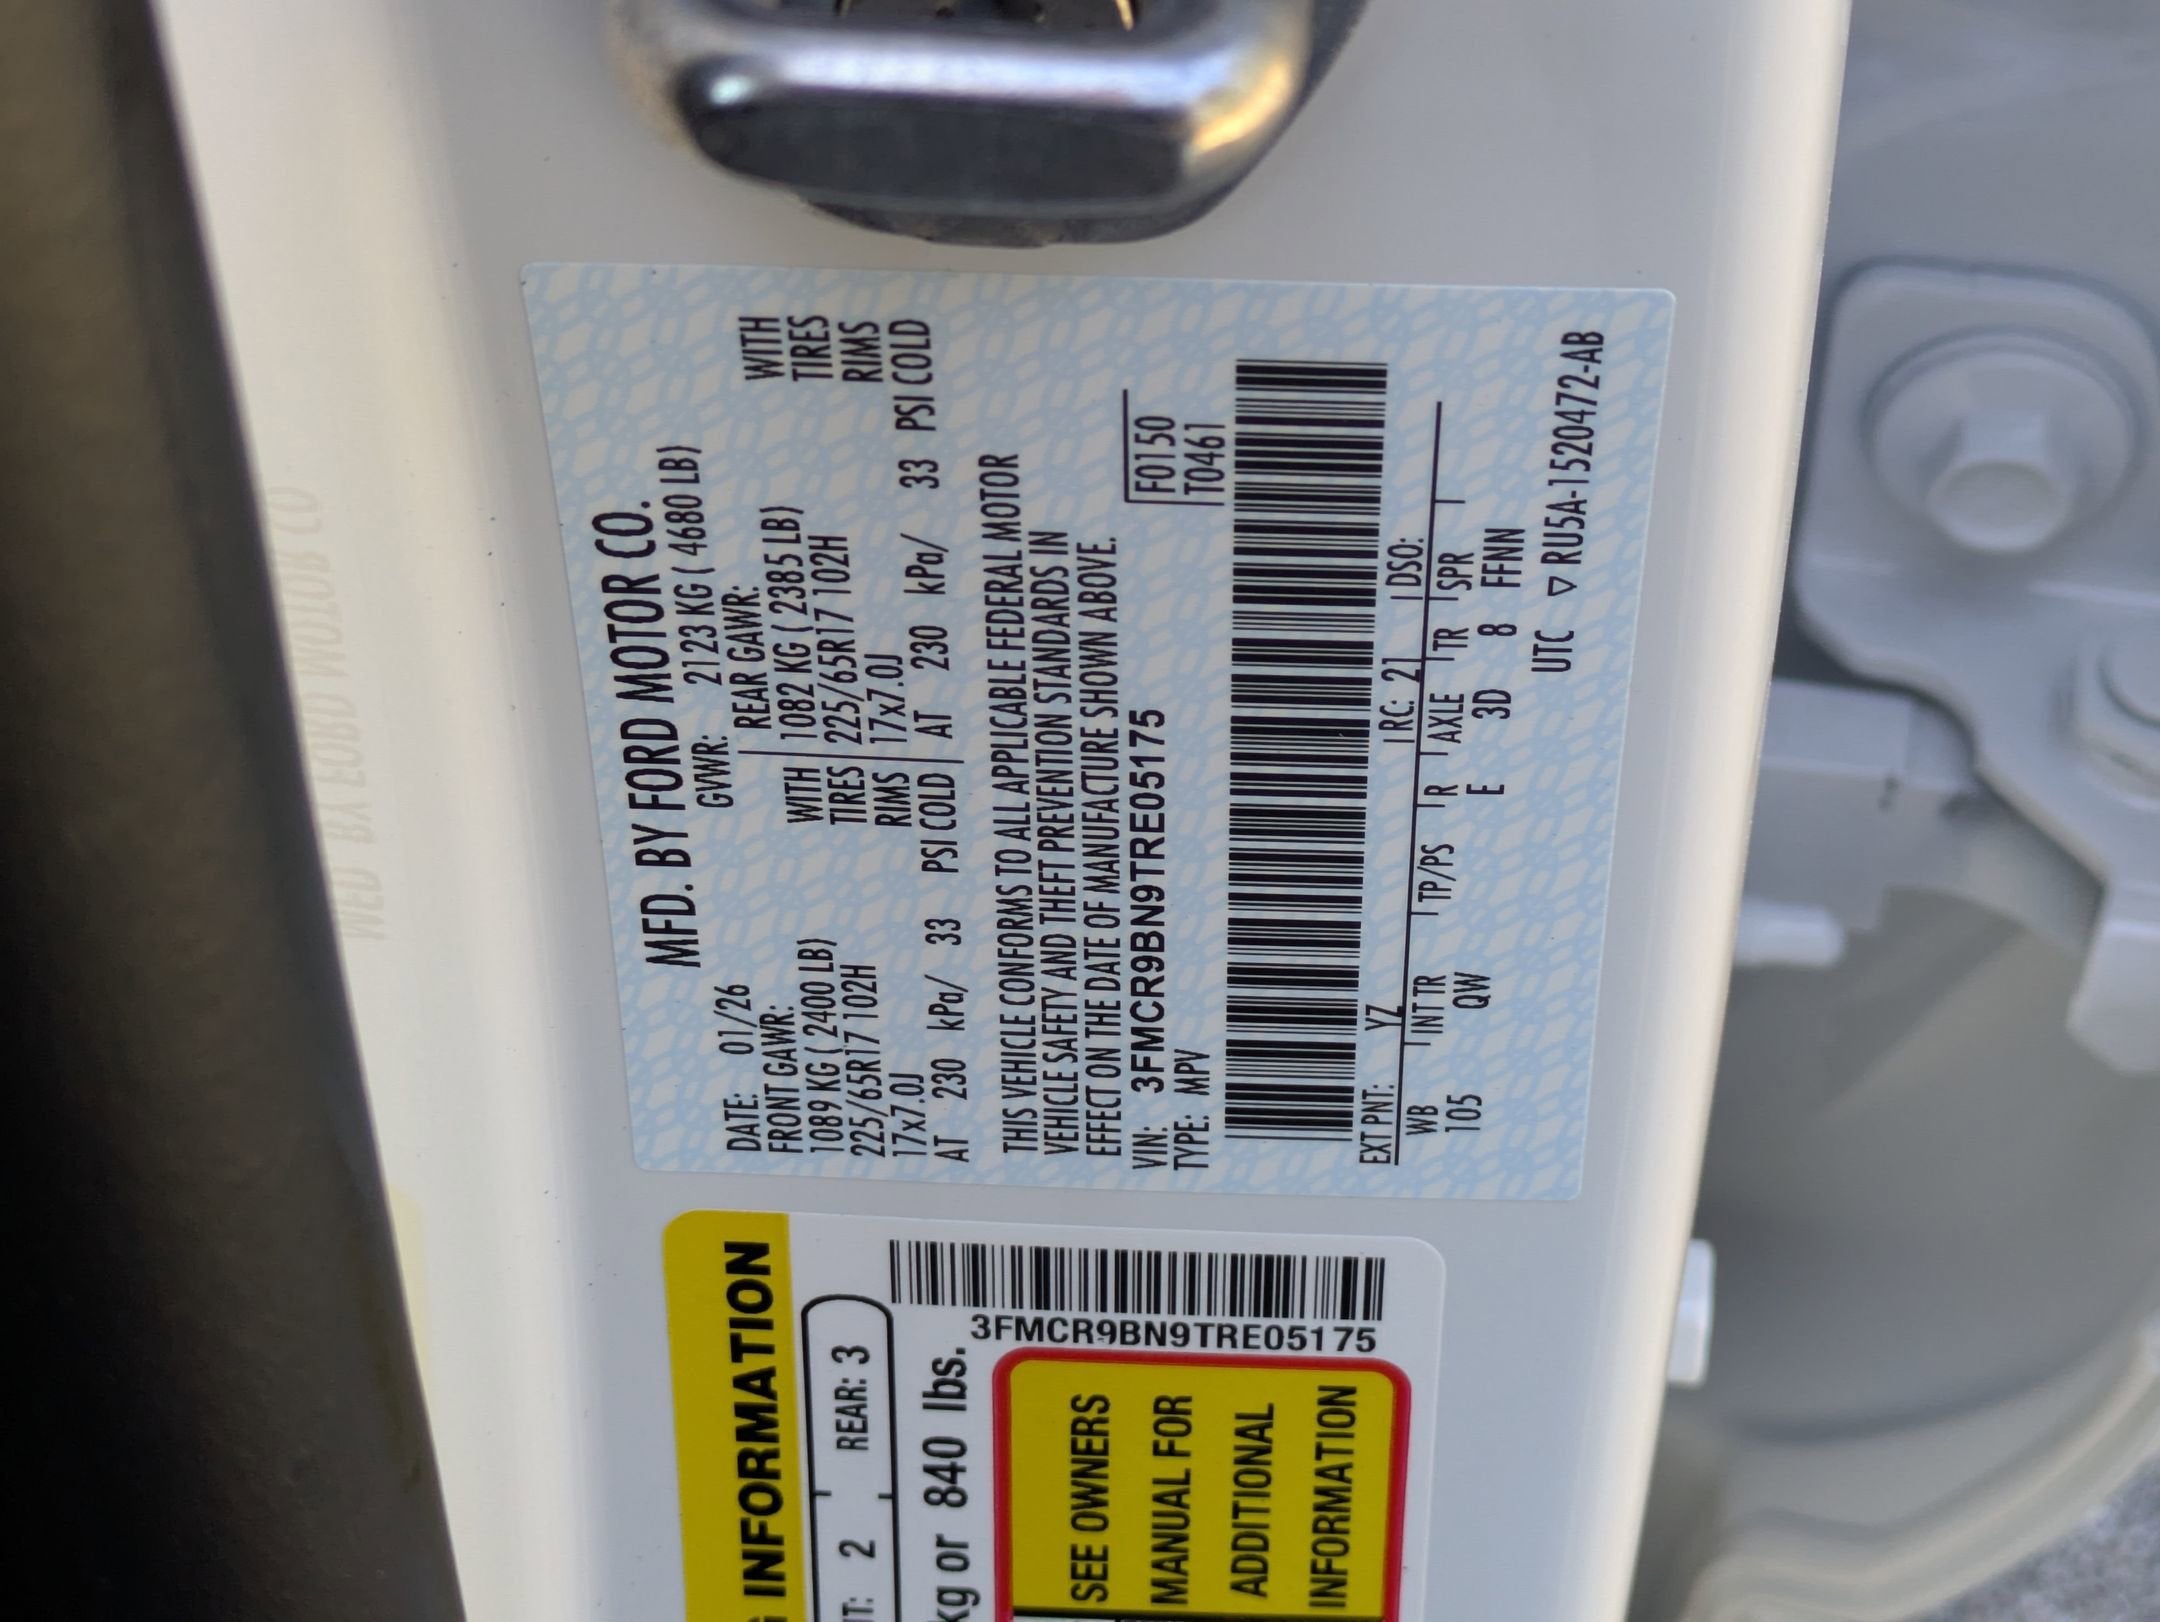 MFD. BY FORD MOTOR CO.
DATE: 01/26 GVWR: 2123 KG ( 4680 LB)
FRONT GAWR: REAR GAWR:
1089 KG ( 2400 LB) WITH 1082 KG ( 2385 LB) WITH
225/65R17 102H TIRES 225/65R17 102H TIRES
17x7.0J RIMS 17x7.0J RIMS
AT 230 kPa/ 33 PSI COLD AT 230 kPa/ 33 PSI COLD
THIS VEHICLE CONFORMS TO ALL APPLICABLE FEDERAL MOTOR
VEHICLE SAFETY AND THEFT PREVENTION STANDARDS IN
EFFECT ON THE DATE OF MANUFACTURE SHOWN ABOVE.
VIN: 3FMCR9BN9TRE05175 F0150
TYPE: MPV T0461
EXT PNT: YZ RC: 21 DSO:
WB INT TR TP/PS R AXLE TR SPR
105 QW E 3D 8 FFNN
UTC ▽ RU5A-1520472-AB
INFORMATION
2 REAR: 3
kg or 840 lbs.
3FMCR9BN9TRE05175
SEE OWNERS
MANUAL FOR
ADDITIONAL
INFORMATION